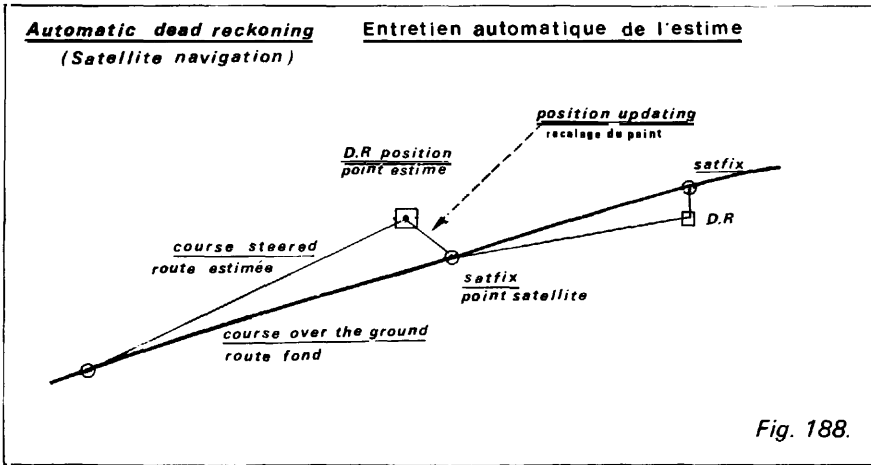 Automatic dead reckoning
(Satellite navigation)
Entretien automatique de l'estime
position updating
recalage du point
D.R position
point estime
satfix
D.R
course steered
route estimée
satfix
point satellite
course over the ground
route fond
Fig. 188.